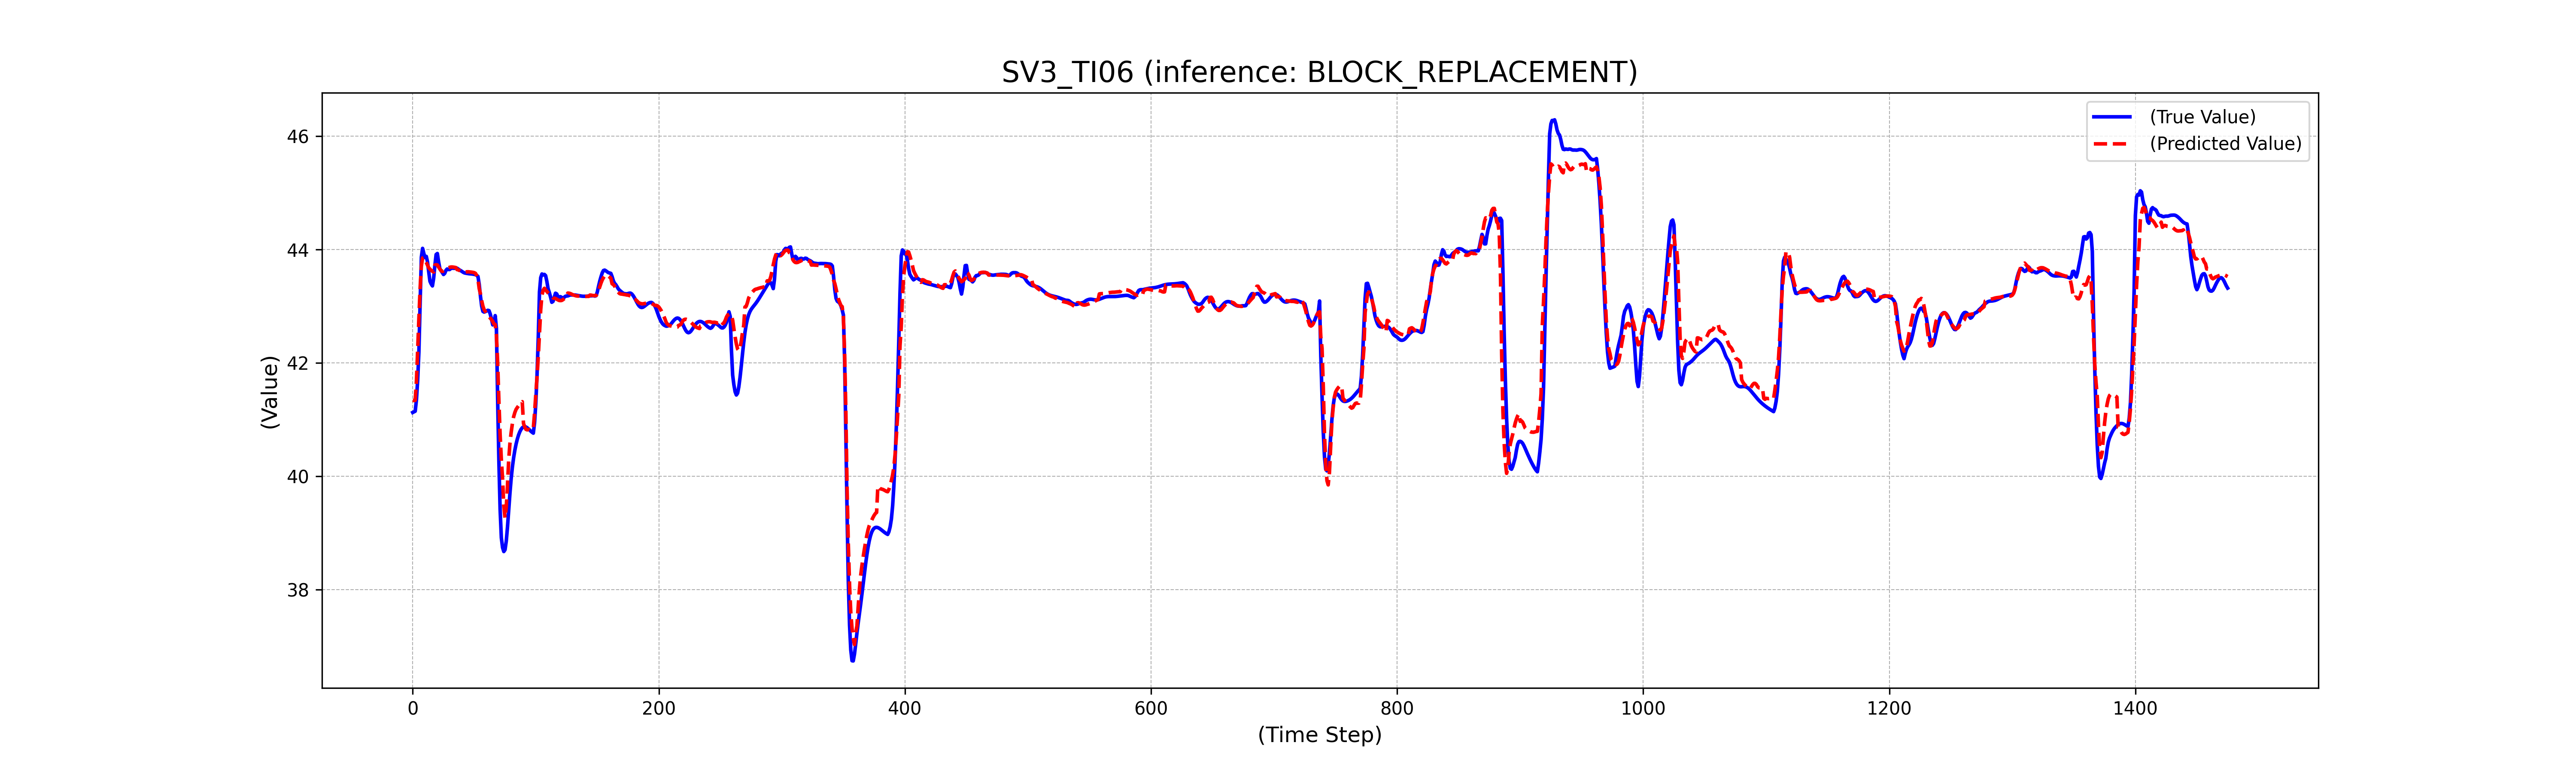 SV3_TI06 (inference: BLOCK_REPLACEMENT)
(True Value)
(Predicted Value)
46
44
42
40
38
(Value)
0 200 400 600 800 1000 1200 1400
(Time Step)